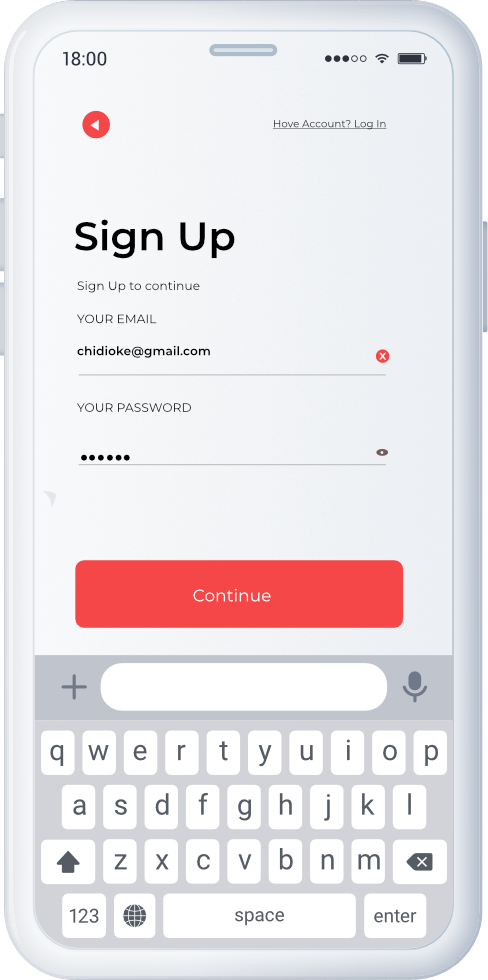 18:00
Hove Account? Log In
Sign Up
Sign Up to continue
YOUR EMAIL
chidioke@gmail.com
YOUR PASSWORD
Continue
q w e r t y u i o p
a s d f g h j k l
z x c v b n m
123 space enter